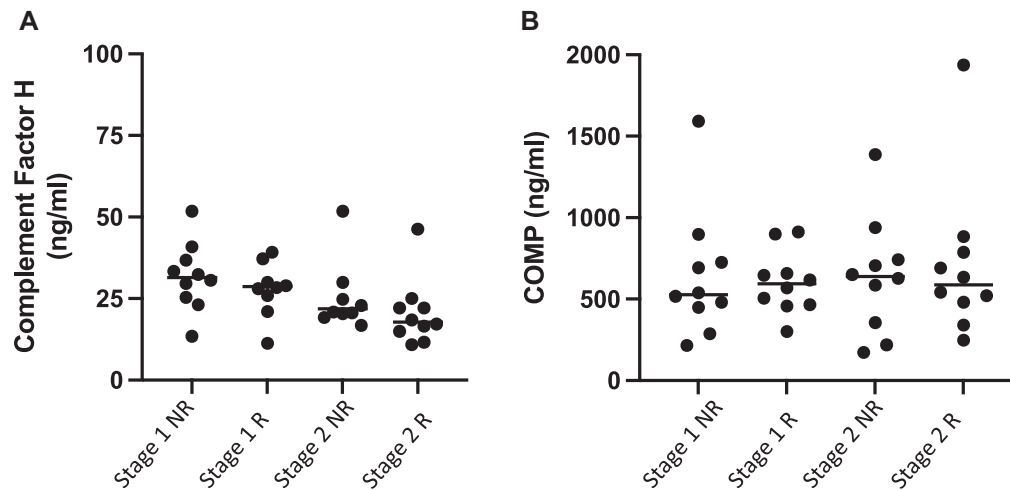 A
Complement Factor H
(ng/ml)
100
75
50
25
0
Stage 1 NR
Stage 1 R
Stage 2 NR
Stage 2 R
B
COMP (ng/ml)
2000
1500
1000
500
0
Stage 1 NR
Stage 1 R
Stage 2 NR
Stage 2 R